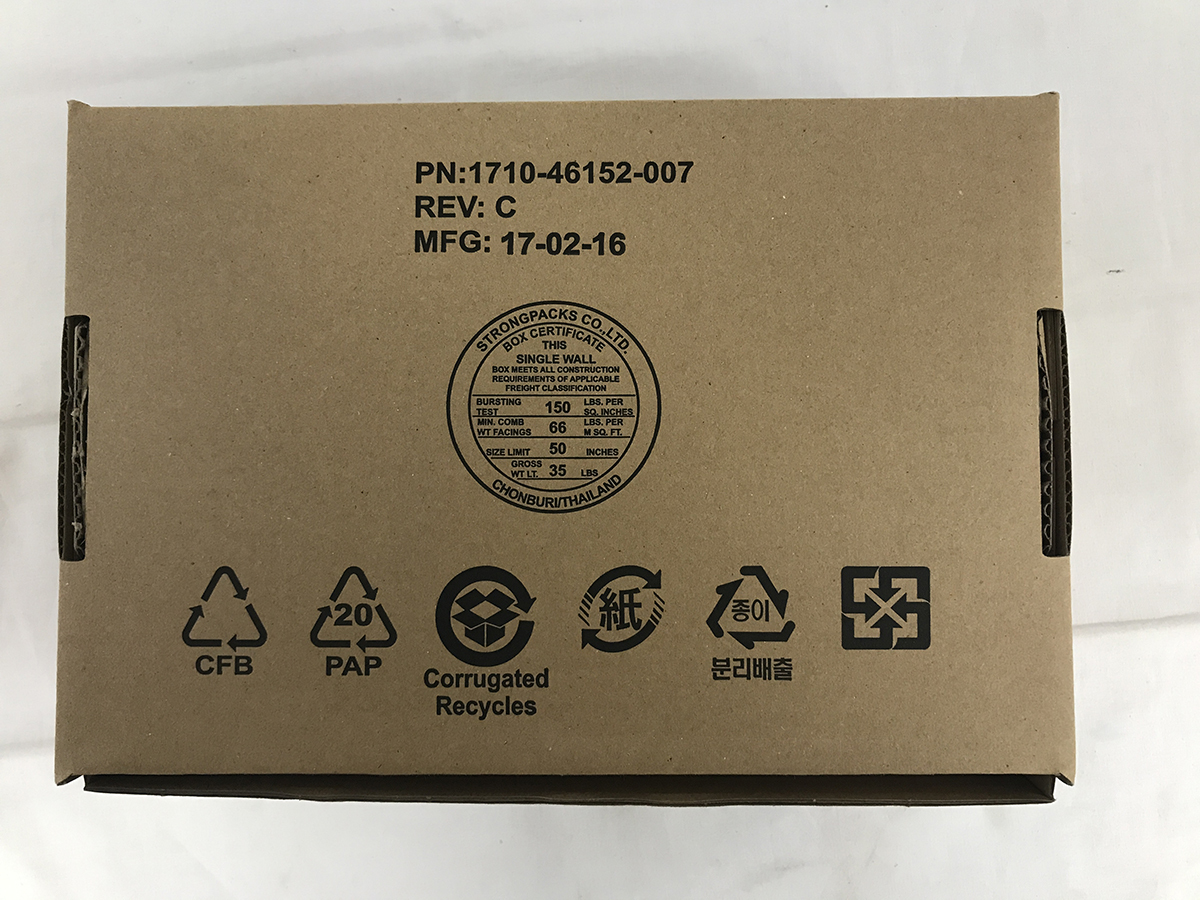 PN:1710-46152-007
REV: C
MFG: 17-02-16
STRONGPACKS CO.,LTD.
BOX CERTIFICATE
THIS
SINGLE WALL
BOX MEETS ALL CONSTRUCTION
REQUIREMENTS OF APPLICABLE
FREIGHT CLASSIFICATION
BURSTING TEST 150 LBS. PER SQ. INCHES
MIN. COMB WT FACINGS 66 LBS. PER M SQ. FT.
SIZE LIMIT 50 INCHES
GROSS WT LT. 35 LBS
CHONBURI/THAILAND
CFB
20
PAP
Corrugated
Recycles
紙
종이
분리배출